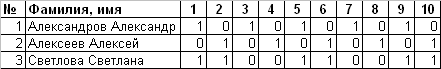 № Фамилия, имя 1 2 3 4 5 6 7 8 9 10
1 Александров Александр 1 0 1 0 1 0 1 0 1 0
2 Алексеев Алексей 0 1 0 1 0 1 0 1 0 1
3 Светлова Светлана 1 1 0 0 1 1 0 0 1 1